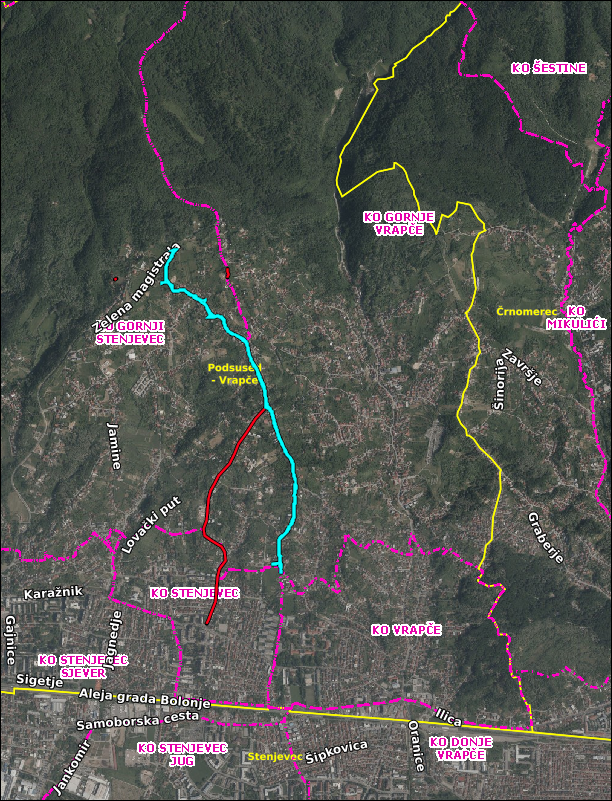 KO ŠESTINE
KO GORNJE
VRAPČE
Zelena magistrala
Črnomerec
KO
MIKULIĆI
GORNJI
STENJEVEC
Podsused
- Vrapče
Završje
Šinorija
Jamine
Lovački put
Graberje
Karažnik
KO STENJEVEC
Gajnice
Jagnedje
KO VRAPČE
KO STENJEVEC
SJEVER
Sigetje
Aleja grada Bolonje
Samoborska cesta
Ilica
Oranice
KO DONJE
VRAPČE
KO STENJEVEC
JUG
Stenjevec
Šipkovica
Jankomir